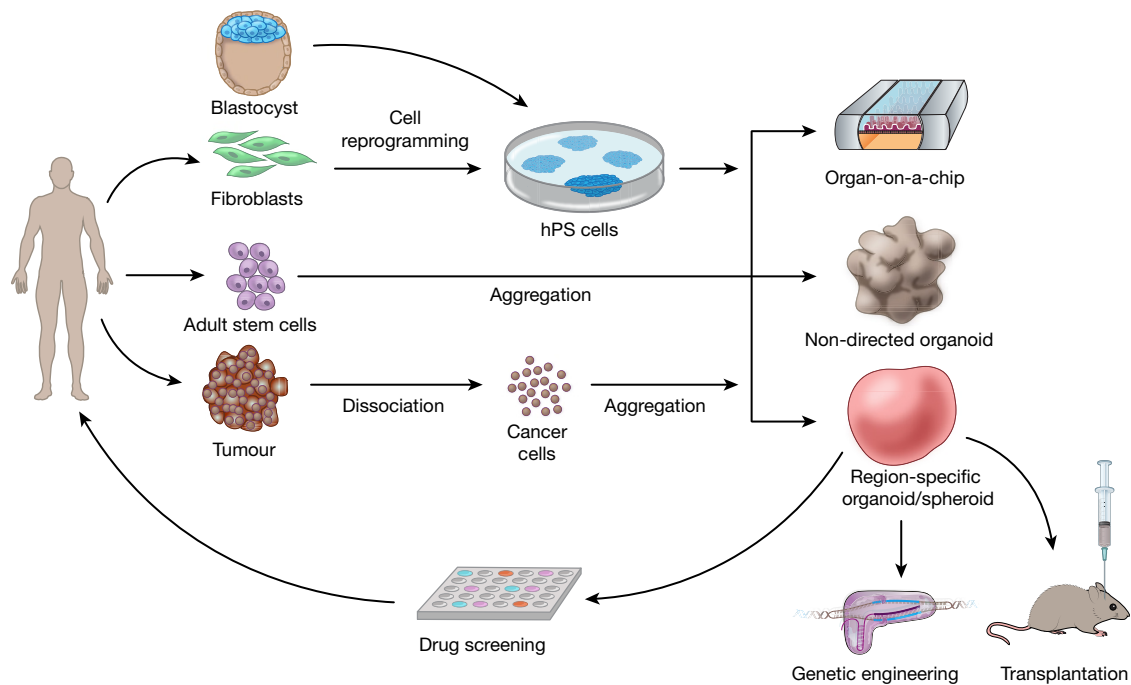 Blastocyst
Cell
reprogramming
Fibroblasts
hPS cells
Organ-on-a-chip
Aggregation
Adult stem cells
Non-directed organoid
Dissociation
Aggregation
Tumour
Cancer
cells
Region-specific
organoid/spheroid
Drug screening
Genetic engineering
Transplantation